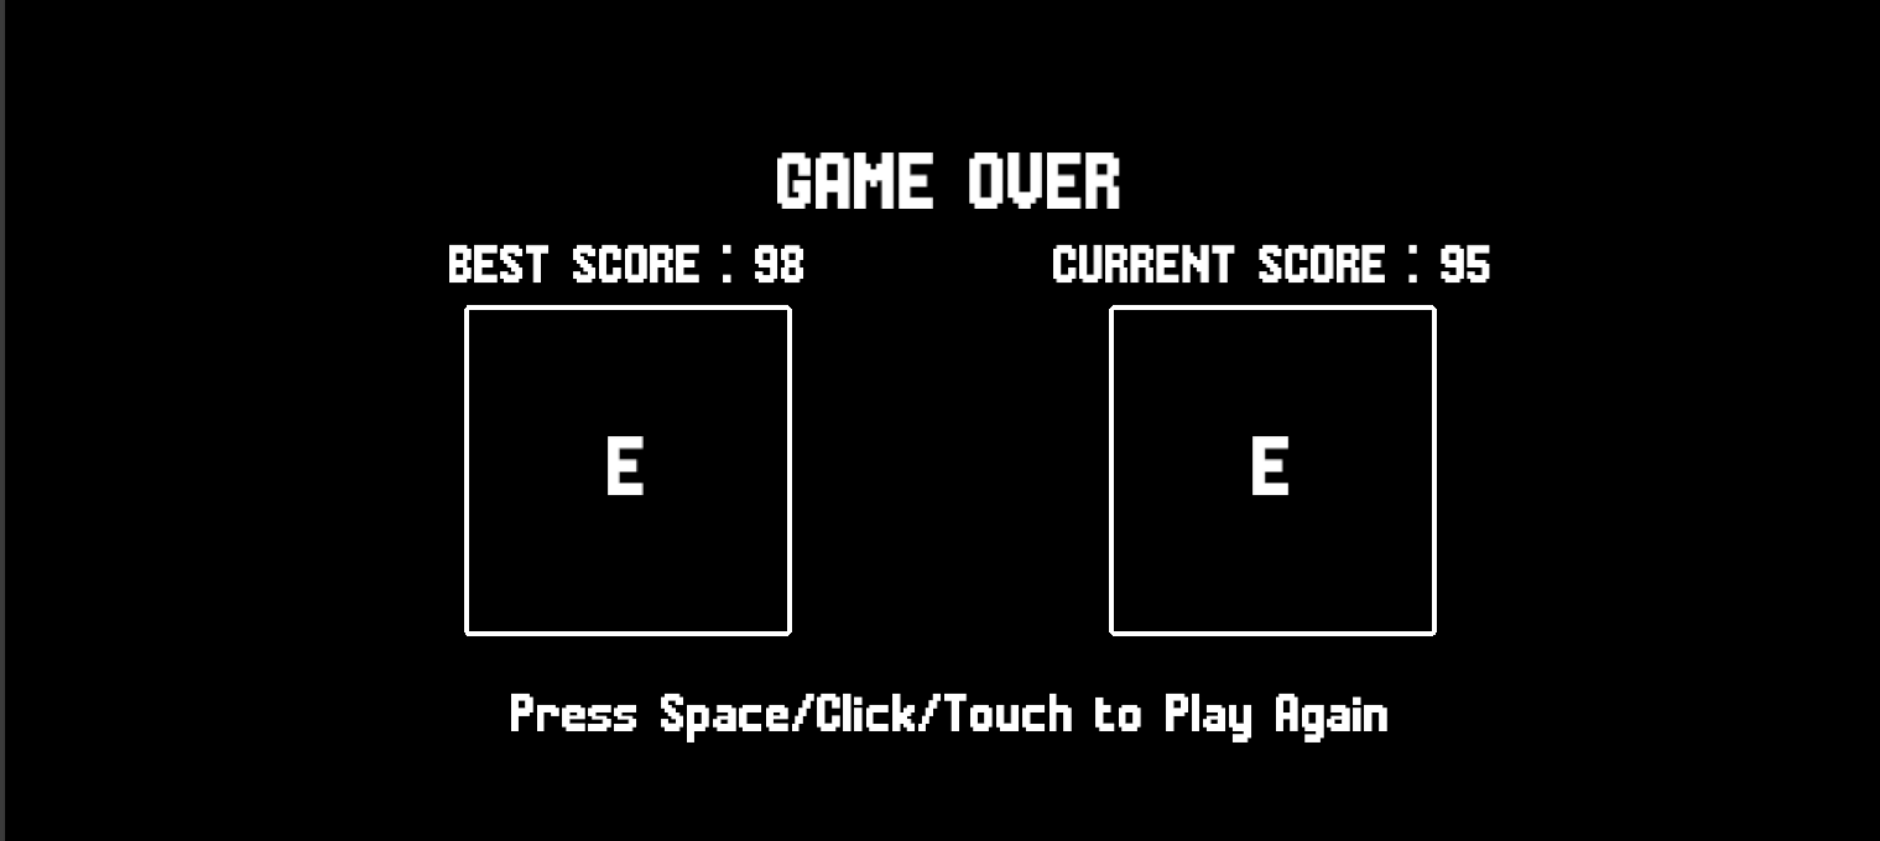 GAME OVER
BEST SCORE : 98
CURRENT SCORE : 95
E
E
Press Space/Click/Touch to Play Again